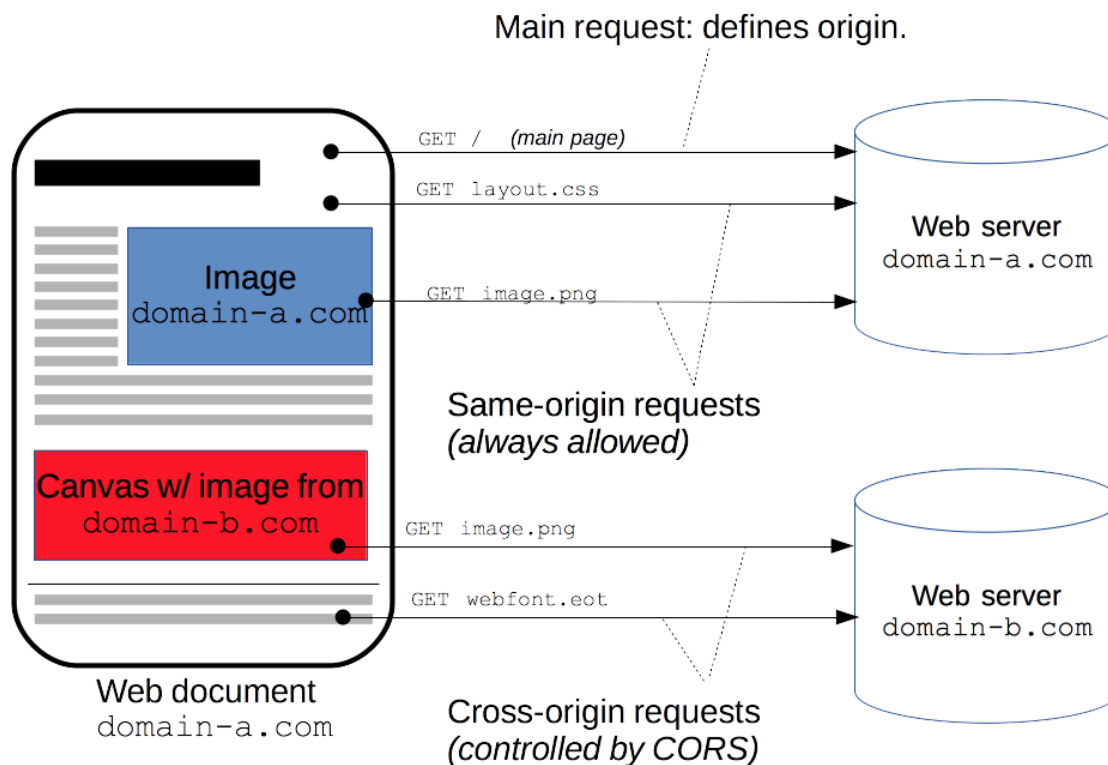 Main request: defines origin.
GET / (main page)
GET layout.css
Image
domain-a.com
GET image.png
Web server
domain-a.com
Same-origin requests
(always allowed)
Canvas w/ image from
domain-b.com
GET image.png
GET webfont.eot
Web server
domain-b.com
Web document
domain-a.com
Cross-origin requests
(controlled by CORS)